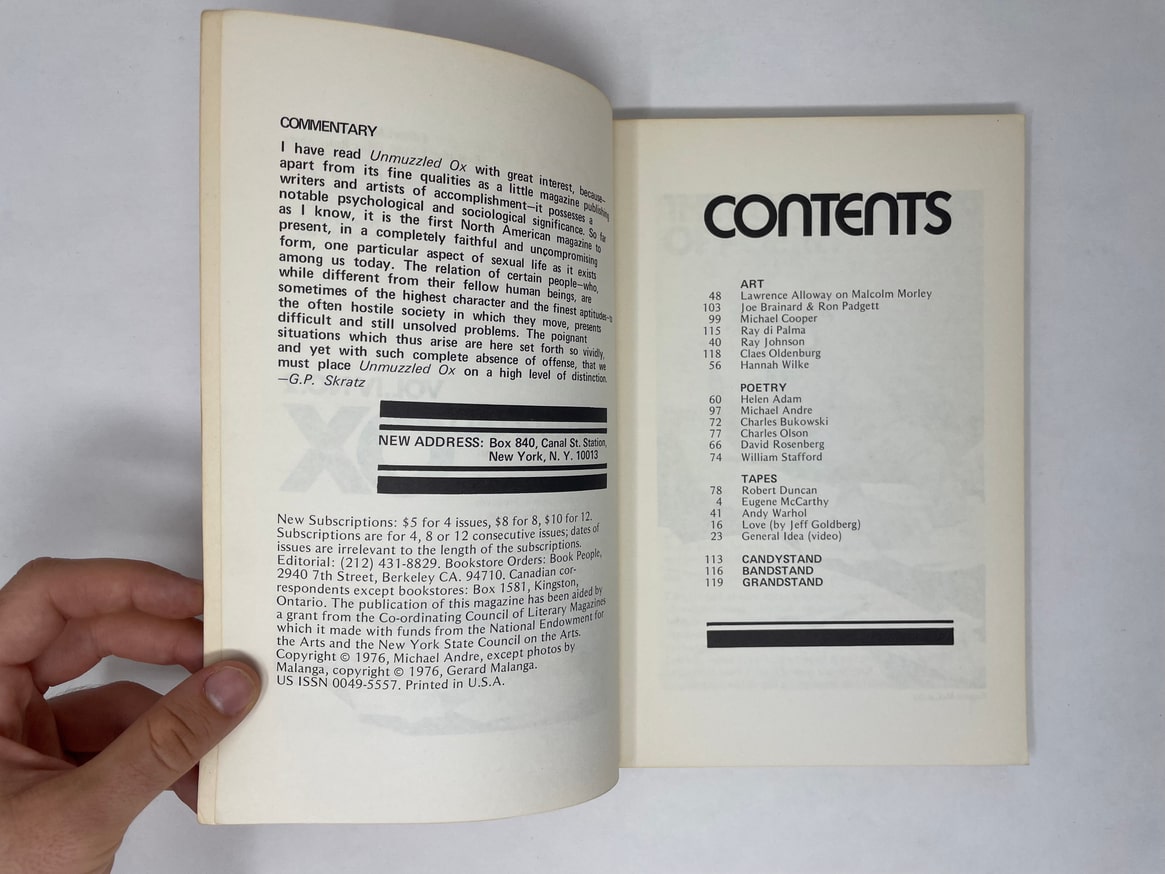 COMMENTARY
I have read Unmuzzled Ox with great interest, because—
apart from its fine qualities as a little magazine publishing
writers and artists of accomplishment—it possesses a
notable psychological and sociological significance. So far
as I know, it is the first North American magazine to
present, in a completely faithful and uncompromising
form, one particular aspect of sexual life as it exists
among us today. The relation of certain people—who,
while different from their fellow human beings, are
sometimes of the highest character and the finest aptitudes—to
the often hostile society in which they move, presents
difficult and still unsolved problems. The poignant
situations which thus arise are here set forth so vividly,
and yet with such complete absence of offense, that we
must place Unmuzzled Ox on a high level of distinction.
—G.P. Skratz
NEW ADDRESS: Box 840, Canal St. Station,
New York, N. Y. 10013
New Subscriptions: $5 for 4 issues, $8 for 8, $10 for 12.
Subscriptions are for 4, 8 or 12 consecutive issues; dates of
issues are irrelevant to the length of the subscriptions.
Editorial: (212) 431-8829. Bookstore Orders: Book People,
2940 7th Street, Berkeley CA. 94710. Canadian cor-
respondents except bookstores: Box 1581, Kingston,
Ontario. The publication of this magazine has been aided by
a grant from the Co-ordinating Council of Literary Magazines
which it made with funds from the National Endowment for
the Arts and the New York State Council on the Arts.
Copyright © 1976, Michael Andre, except photos by
Malanga, copyright © 1976, Gerard Malanga.
US ISSN 0049-5557. Printed in U.S.A.
CONTENTS
ART
48 Lawrence Alloway on Malcolm Morley
103 Joe Brainard & Ron Padgett
99 Michael Cooper
115 Ray di Palma
40 Ray Johnson
118 Claes Oldenburg
56 Hannah Wilke
POETRY
60 Helen Adam
97 Michael Andre
72 Charles Bukowski
77 Charles Olson
66 David Rosenberg
74 William Stafford
TAPES
78 Robert Duncan
4 Eugene McCarthy
41 Andy Warhol
16 Love (by Jeff Goldberg)
23 General Idea (video)
113 CANDYSTAND
116 BANDSTAND
119 GRANDSTAND